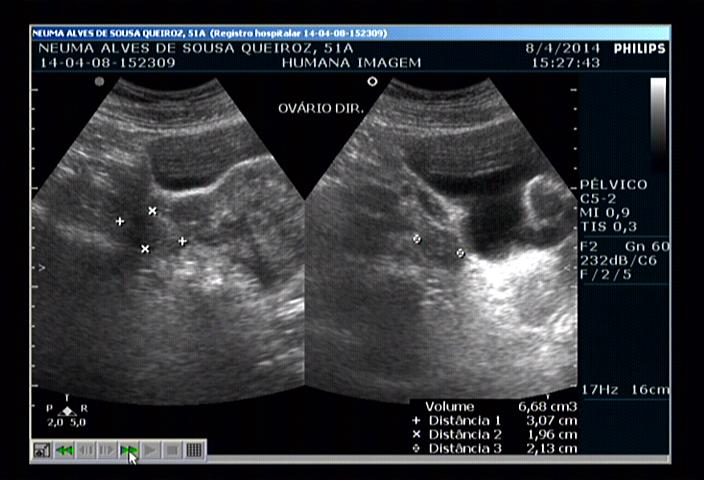 NEUMA ALVES DE SOUSA QUEIROZ, 51A (Registro hospitalar 14-04-08-152309)
NEUMA ALVES DE SOUSA QUEIROZ, 51A 8/4/2014 PHILIPS
14-04-08-152309 HUMANA IMAGEM 15:27:43
OVÁRIO DIR.
PÉLVICO
C5-2
MI 0,9
TIS 0,3
F2 Gn 60
232dB/C6
F/2/5
17Hz 16cm
P R
2,0 5,0
Volume 6,68 cm3
+ Distância 1 3,07 cm
× Distância 2 1,96 cm
Distância 3 2,13 cm